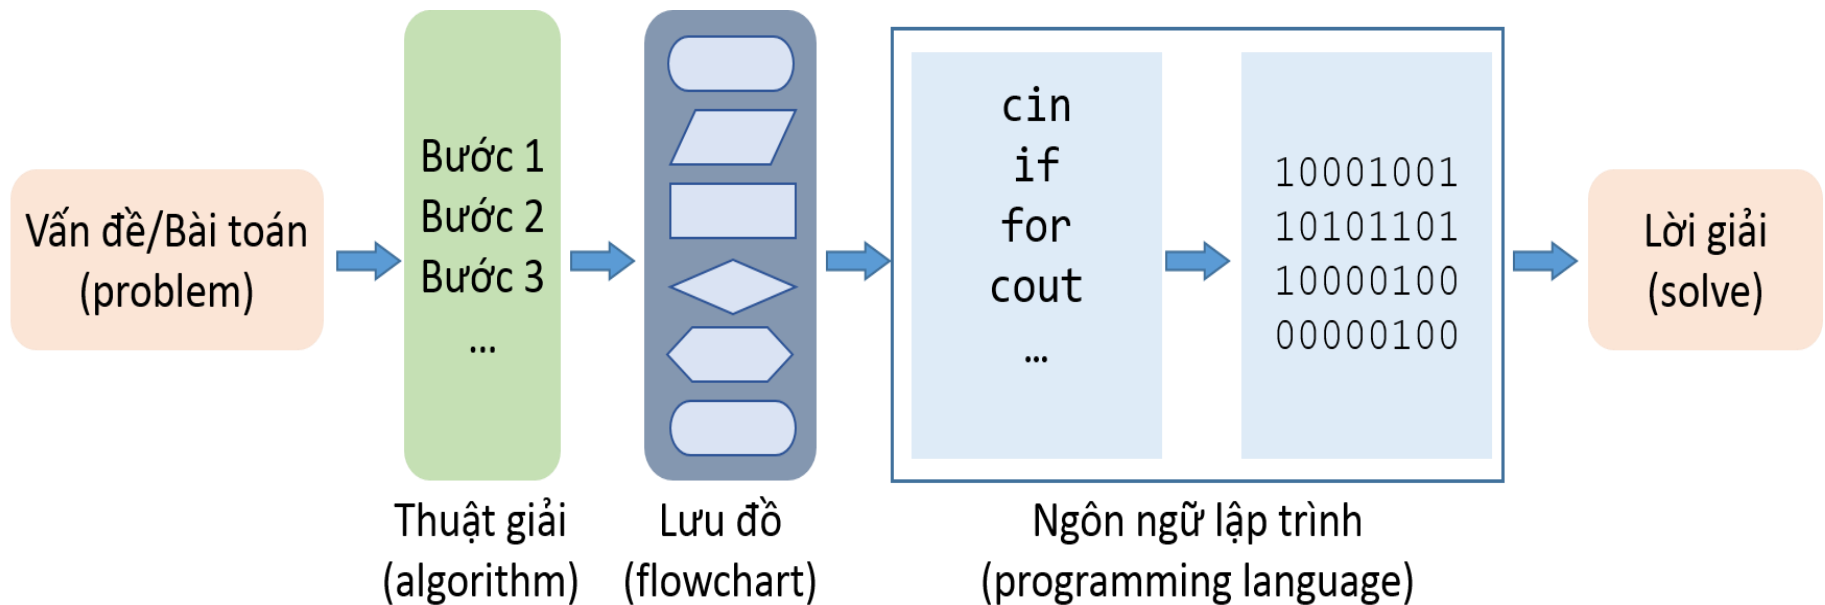 Vấn đề/Bài toán
(problem)
Bước 1
Bước 2
Bước 3
...
Thuật giải
(algorithm)
Lưu đồ
(flowchart)
cin
if
for
cout
...
10001001
10101101
10000100
00000100
Ngôn ngữ lập trình
(programming language)
Lời giải
(solve)